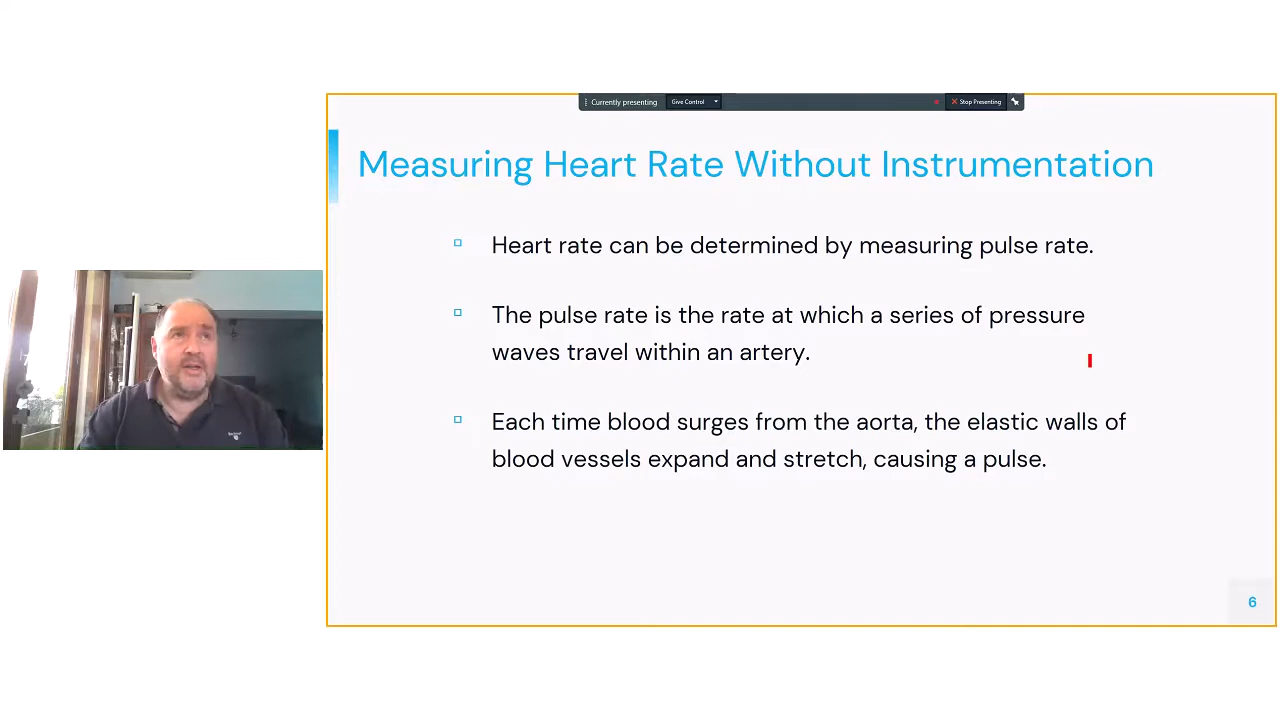 Currently presenting Give Control Stop Presenting
Measuring Heart Rate Without Instrumentation
Heart rate can be determined by measuring pulse rate.
The pulse rate is the rate at which a series of pressure
waves travel within an artery.
Each time blood surges from the aorta, the elastic walls of
blood vessels expand and stretch, causing a pulse.
6